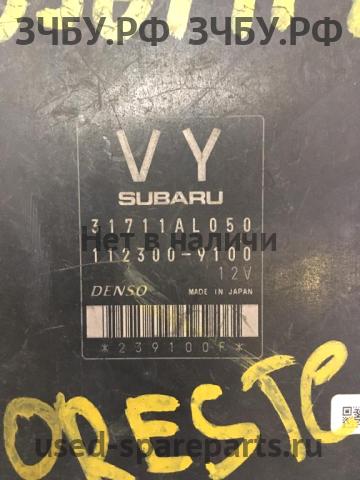 ЗЧБУ.РФ ЗЧБУ.РФ
VY
SUBARU
31711AL050
Нет в наличии
112300-9100
12V
DENSO MADE IN JAPAN
*239100F*
ORESTE
used-spareparts.ru